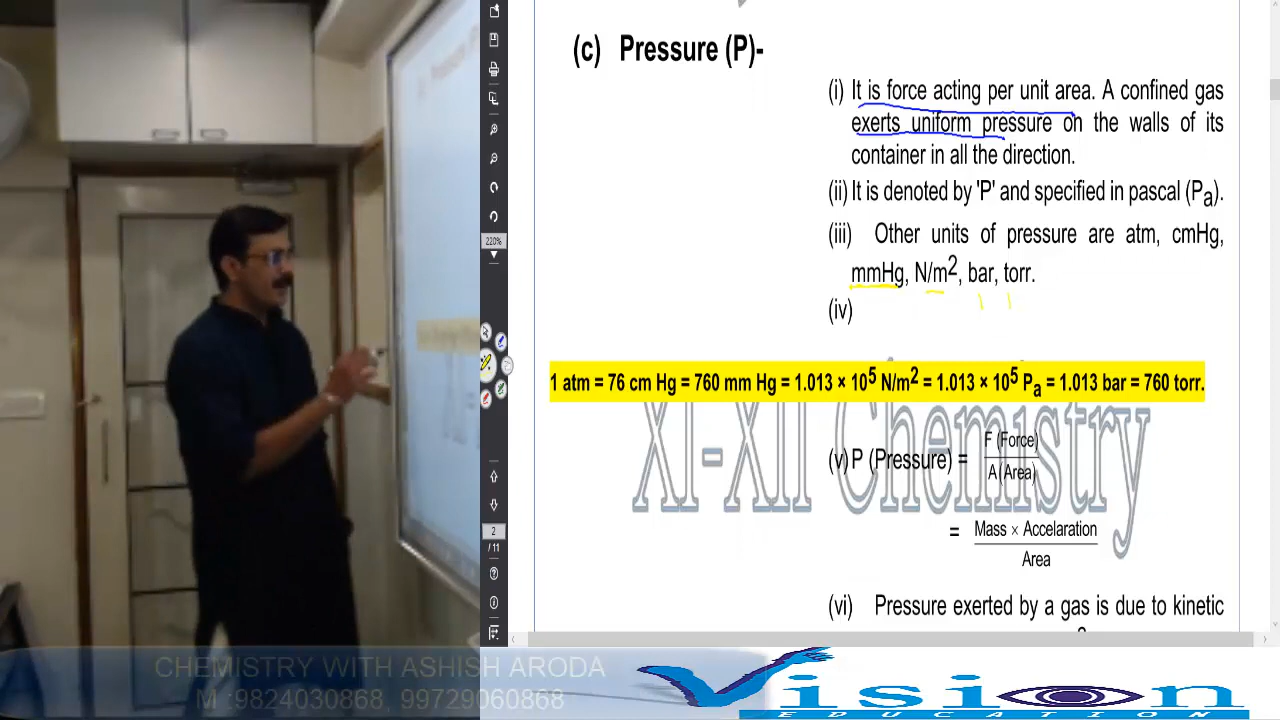 (c) Pressure (P)-
(i) It is force acting per unit area. A confined gas
exerts uniform pressure on the walls of its
container in all the direction.
(ii) It is denoted by 'P' and specified in pascal (Pa).
(iii) Other units of pressure are atm, cmHg,
mmHg, N/m2, bar, torr.
(iv)
1 atm = 76 cm Hg = 760 mm Hg = 1.013 × 105 N/m2 = 1.013 × 105 Pa = 1.013 bar = 760 torr.
XI-XII Chemistry
(v) P (Pressure) = F (Force)
A (Area)
= Mass × Accelaration
Area
(vi) Pressure exerted by a gas is due to kinetic
220%
2
/ 11
CHEMISTRY WITH ASHISH ARODA
M :9824030868, 99729060868
Vision
EDUCATION